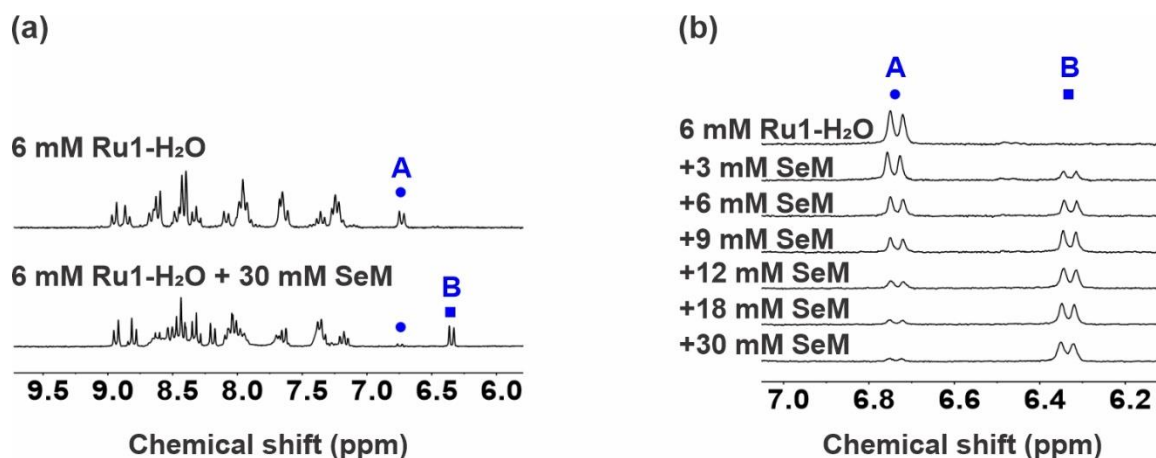 (a)
6 mM Ru1-H₂O
A
6 mM Ru1-H₂O + 30 mM SeM
B
9.5 9.0 8.5 8.0 7.5 7.0 6.5 6.0
Chemical shift (ppm)
(b)
A B
6 mM Ru1-H₂O
+3 mM SeM
+6 mM SeM
+9 mM SeM
+12 mM SeM
+18 mM SeM
+30 mM SeM
7.0 6.8 6.6 6.4 6.2
Chemical shift (ppm)